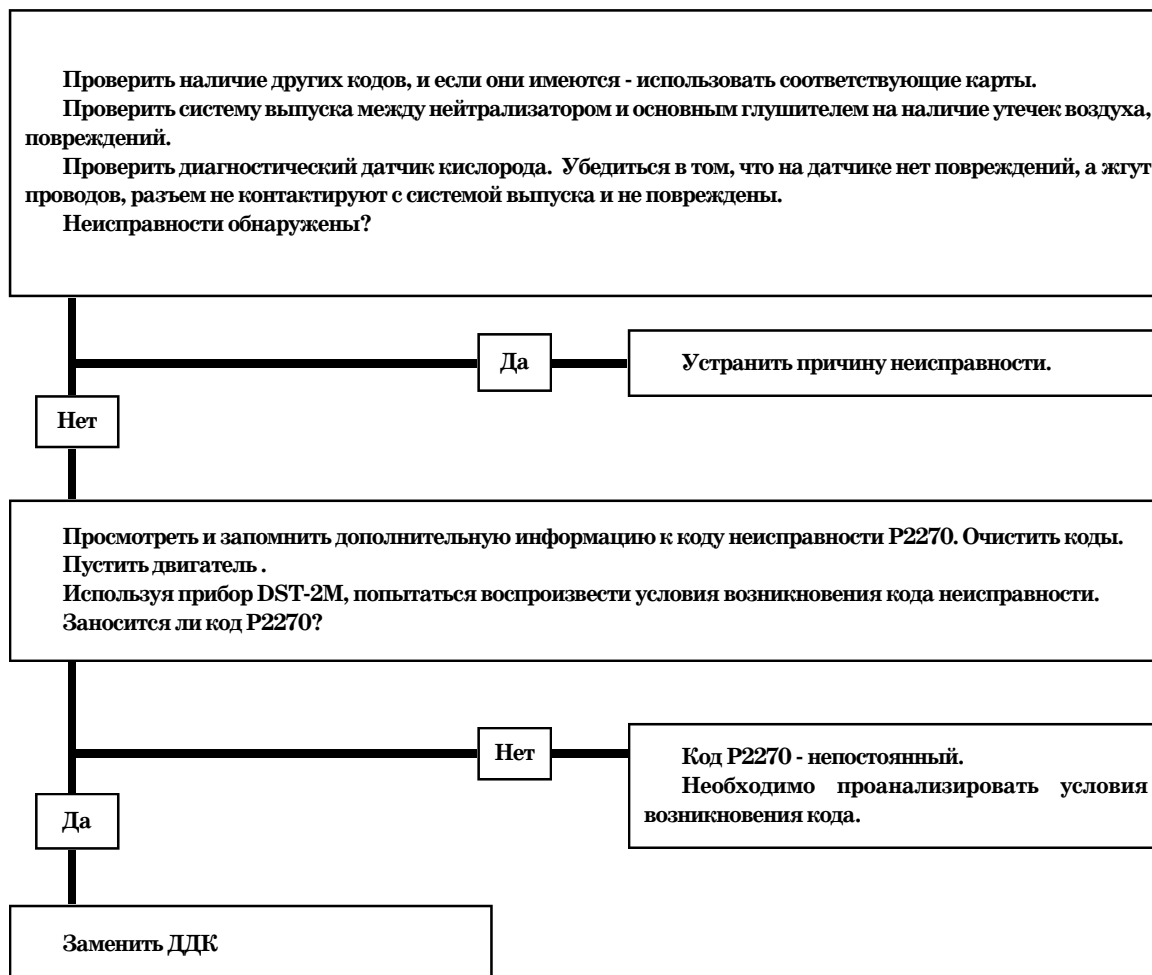 Проверить наличие других кодов, и если они имеются - использовать соответствующие карты.
Проверить систему выпуска между нейтрализатором и основным глушителем на наличие утечек воздуха,
повреждений.
Проверить диагностический датчик кислорода. Убедиться в том, что на датчике нет повреждений, а жгут
проводов, разъем не контактируют с системой выпуска и не повреждены.
Неисправности обнаружены?
Да
Устранить причину неисправности.
Нет
Просмотреть и запомнить дополнительную информацию к коду неисправности P2270. Очистить коды.
Пустить двигатель .
Используя прибор DST-2M, попытаться воспроизвести условия возникновения кода неисправности.
Заносится ли код P2270?
Нет
Код P2270 - непостоянный.
Необходимо проанализировать условия
возникновения кода.
Да
Заменить ДДК